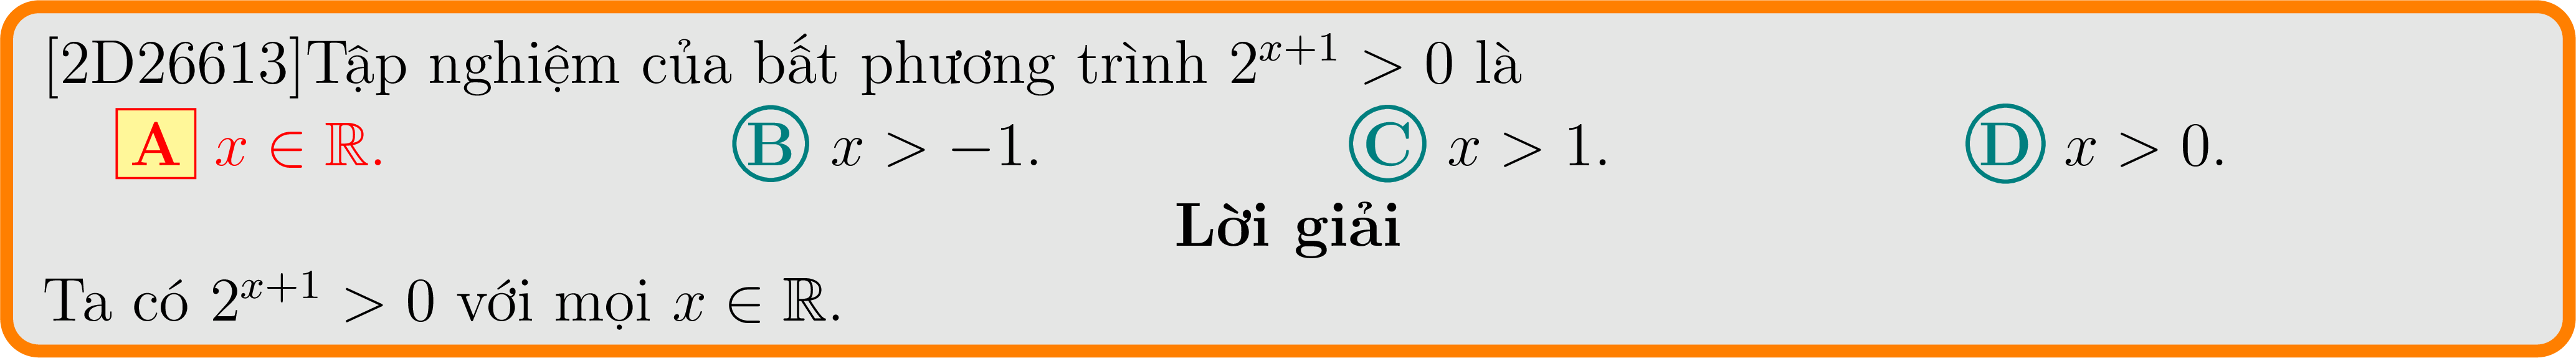 [2D26613]Tập nghiệm của bất phương trình $2^{x+1} > 0$ là
A $x \in \mathbb{R}$. B $x > -1$. C $x > 1$. D $x > 0$.
Lời giải
Ta có $2^{x+1} > 0$ với mọi $x \in \mathbb{R}$.